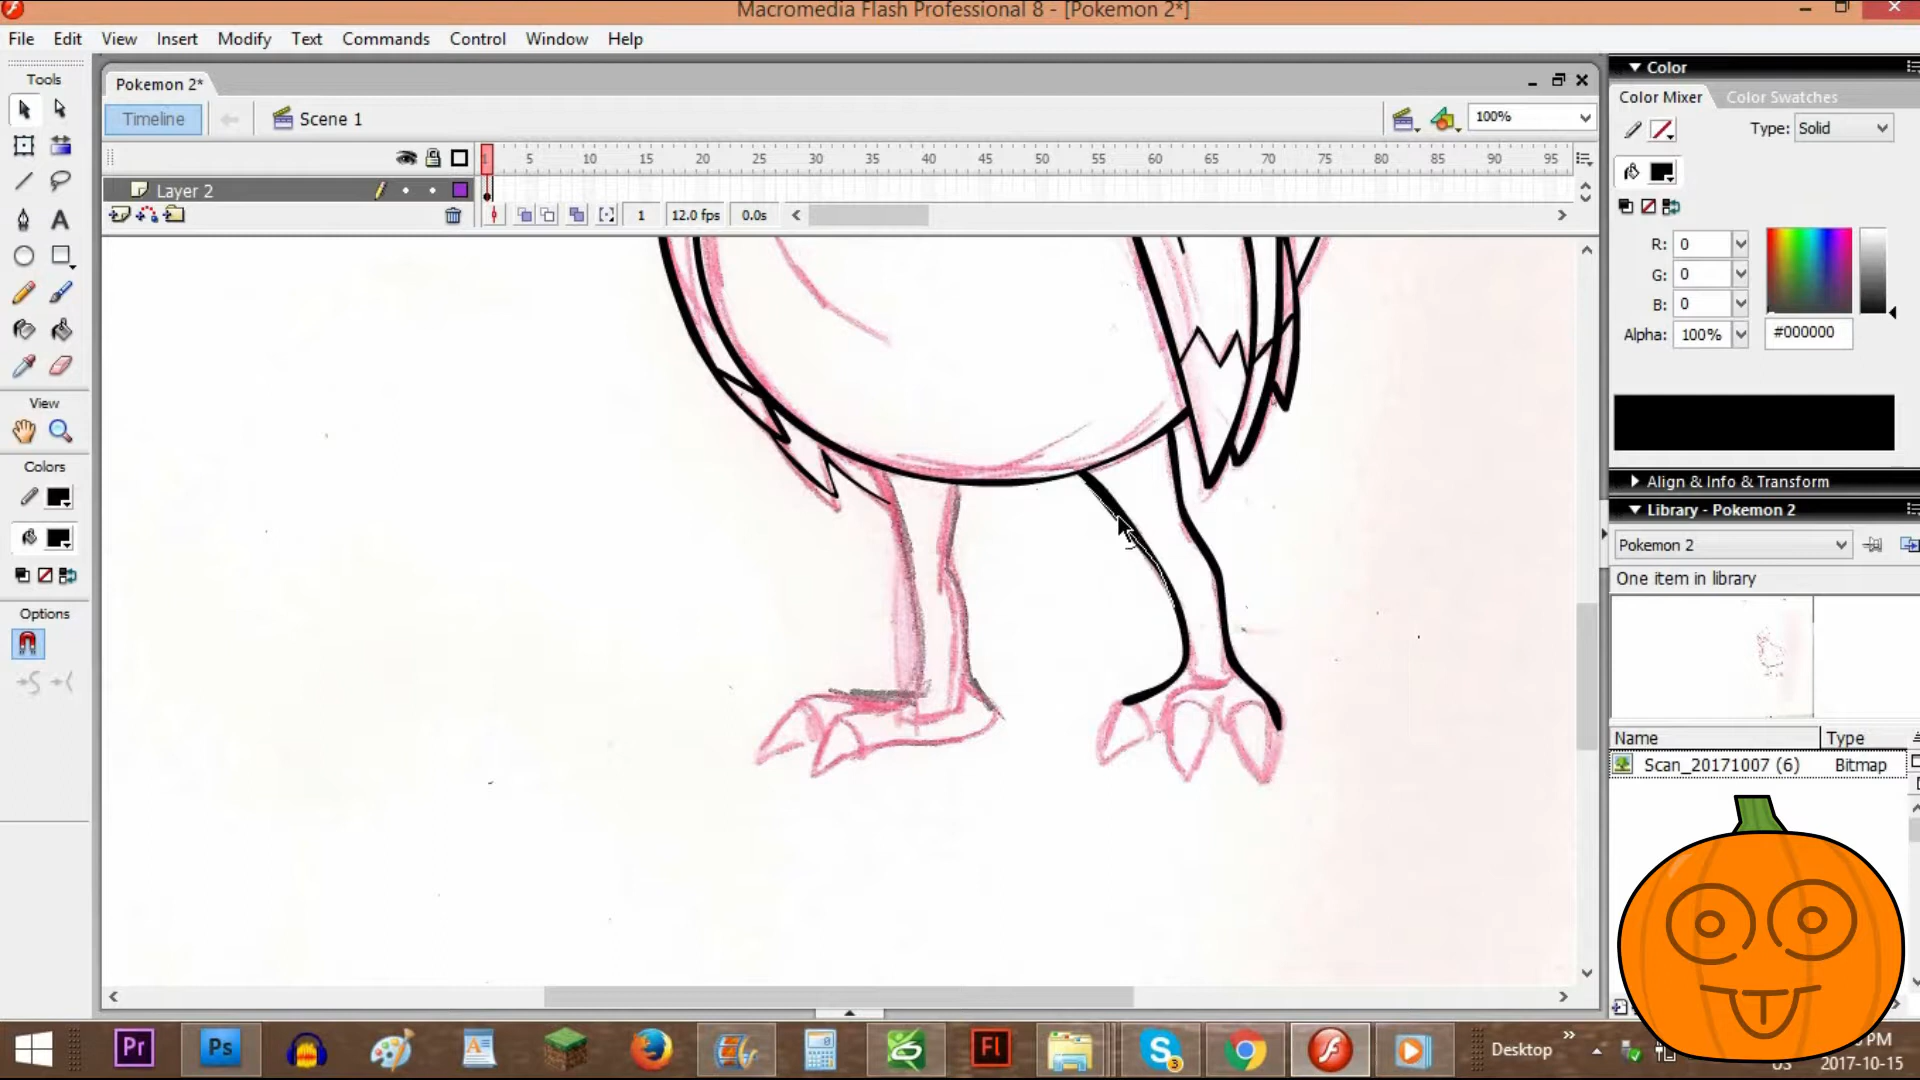 Macromedia Flash Professional 8 - [Pokemon 2*]
File Edit View Insert Modify Text Commands Control Window Help
Tools
Pokemon 2*
Timeline
Scene 1
100%
1 5 10 15 20 25 30 35 40 45 50 55 60 65 70 75 80 85 90 95
Layer 2
1 12.0 fps 0.0s
View
Colors
Options
Color
Color Mixer Color Swatches
Type: Solid
R: 0
G: 0
B: 0
Alpha: 100% #000000
Align & Info & Transform
Library - Pokemon 2
Pokemon 2
One item in library
Name Type
Scan_20171007 (6) Bitmap
Pr Ps Fl
Desktop
2017-10-15